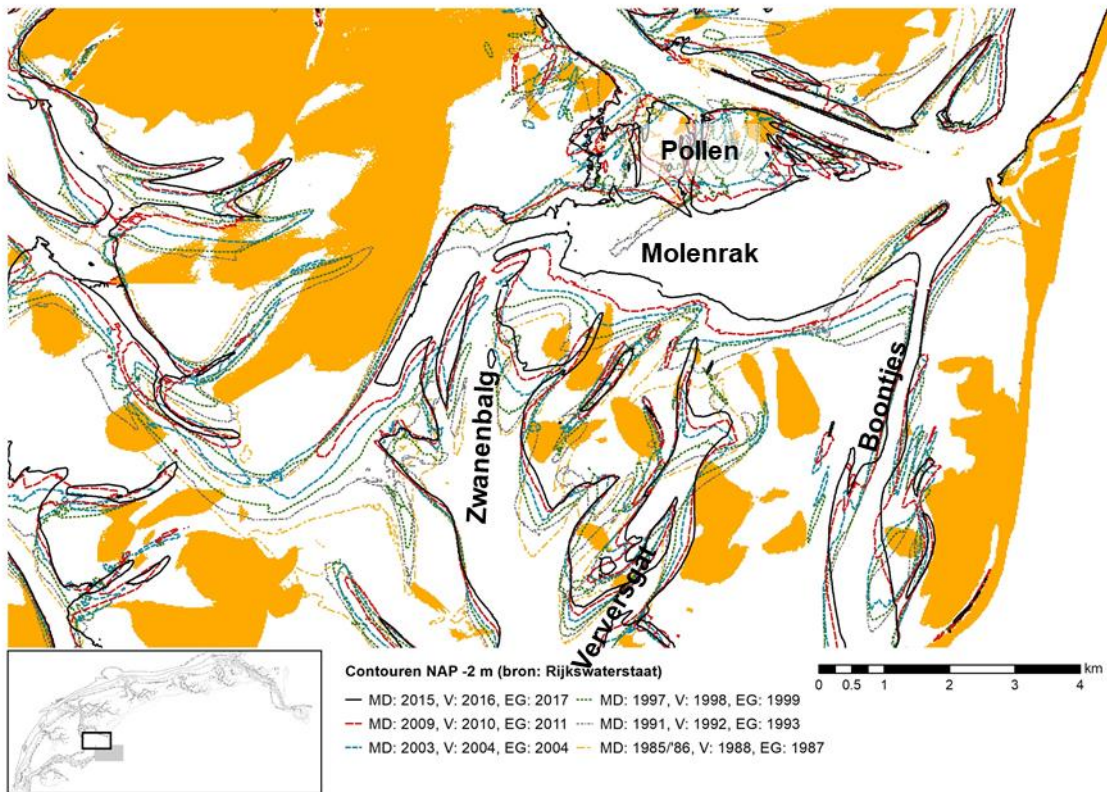 Pollen
Molenrak
Zwanenbalg
Boontjes
Verversgat
Contouren NAP -2 m (bron: Rijkswaterstaat)
MD: 2015, V: 2016, EG: 2017
MD: 1997, V: 1998, EG: 1999
MD: 2009, V: 2010, EG: 2011
MD: 1991, V: 1992, EG: 1993
MD: 2003, V: 2004, EG: 2004
MD: 1985/'86, V: 1988, EG: 1987
km
0 0.5 1 2 3 4